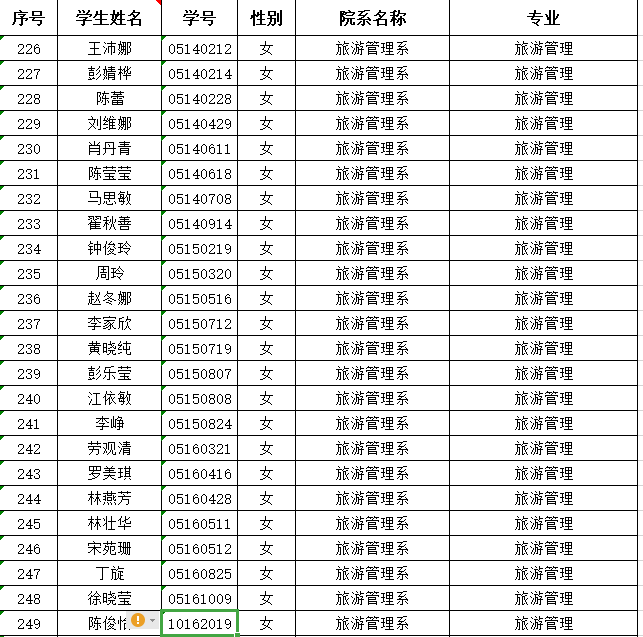 序号 学生姓名 学号 性别 院系名称 专业
226 王沛娜 05140212 女 旅游管理系 旅游管理
227 彭婧桦 05140214 女 旅游管理系 旅游管理
228 陈蕾 05140228 女 旅游管理系 旅游管理
229 刘维娜 05140429 女 旅游管理系 旅游管理
230 肖丹青 05140611 女 旅游管理系 旅游管理
231 陈莹莹 05140618 女 旅游管理系 旅游管理
232 马思敏 05140708 女 旅游管理系 旅游管理
233 翟秋善 05140914 女 旅游管理系 旅游管理
234 钟俊玲 05150219 女 旅游管理系 旅游管理
235 周玲 05150320 女 旅游管理系 旅游管理
236 赵冬娜 05150516 女 旅游管理系 旅游管理
237 李家欣 05150712 女 旅游管理系 旅游管理
238 黄晓纯 05150719 女 旅游管理系 旅游管理
239 彭乐莹 05150807 女 旅游管理系 旅游管理
240 江依敏 05150808 女 旅游管理系 旅游管理
241 李峥 05150824 女 旅游管理系 旅游管理
242 劳观清 05160321 女 旅游管理系 旅游管理
243 罗美琪 05160416 女 旅游管理系 旅游管理
244 林燕芳 05160428 女 旅游管理系 旅游管理
245 林壮华 05160511 女 旅游管理系 旅游管理
246 宋苑珊 05160512 女 旅游管理系 旅游管理
247 丁旋 05160825 女 旅游管理系 旅游管理
248 徐晓莹 05161009 女 旅游管理系 旅游管理
249 陈俊 10162019 女 旅游管理系 旅游管理